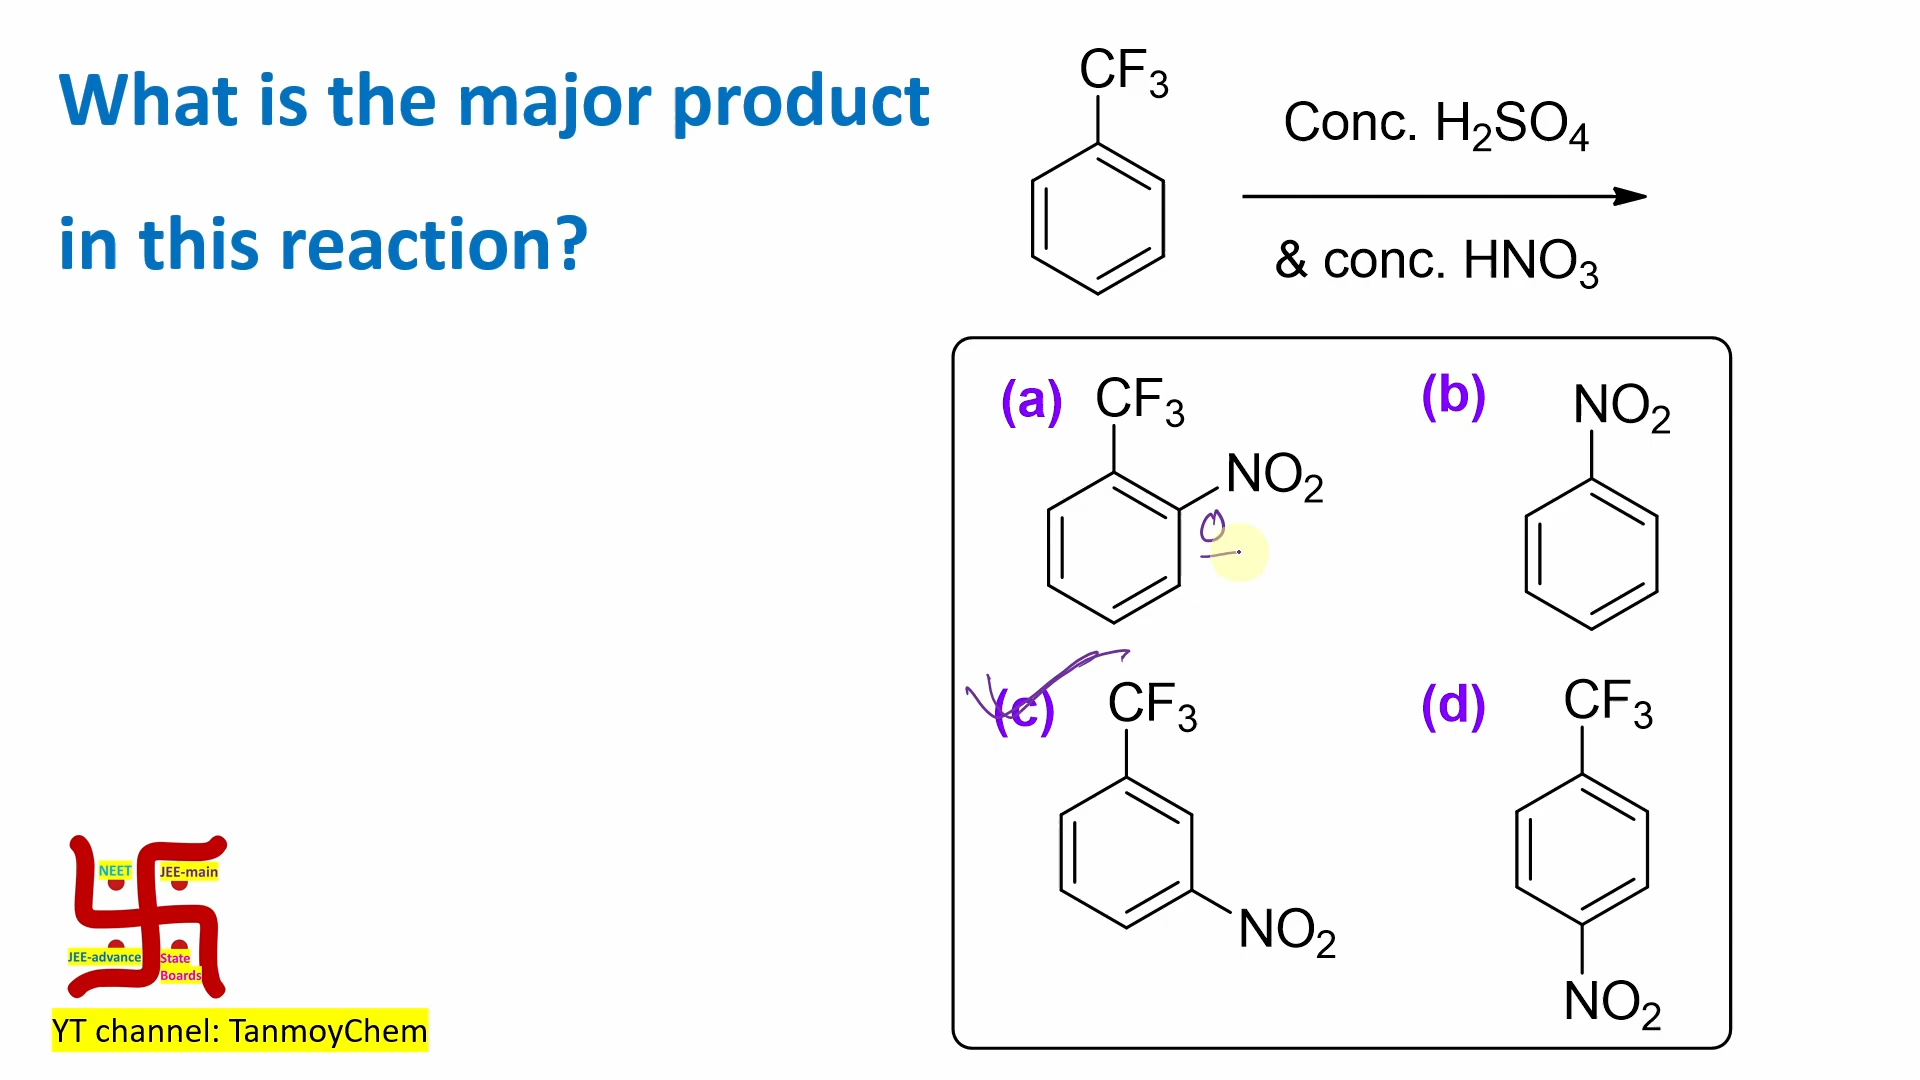 What is the major product
in this reaction?
CF₃
Conc. H₂SO₄
& conc. HNO₃
(a)
CF₃
NO₂
(b)
NO₂
(c)
CF₃
NO₂
(d)
CF₃
NO₂
NEET
JEE-main
JEE-advance
State
Boards
YT channel: TanmoyChem